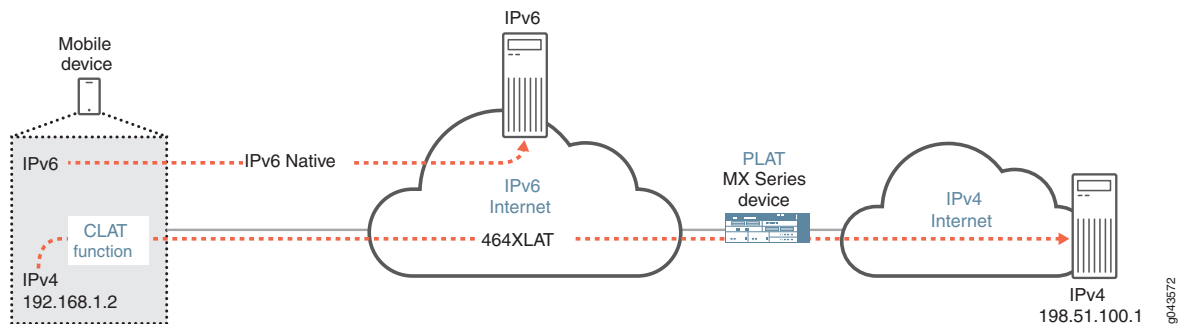 IPv6
Mobile
device
IPv6
IPv6 Native
IPv6
Internet
464XLAT
CLAT
function
IPv4
192.168.1.2
PLAT
MX Series
device
IPv4
Internet
IPv4
198.51.100.1
g043572